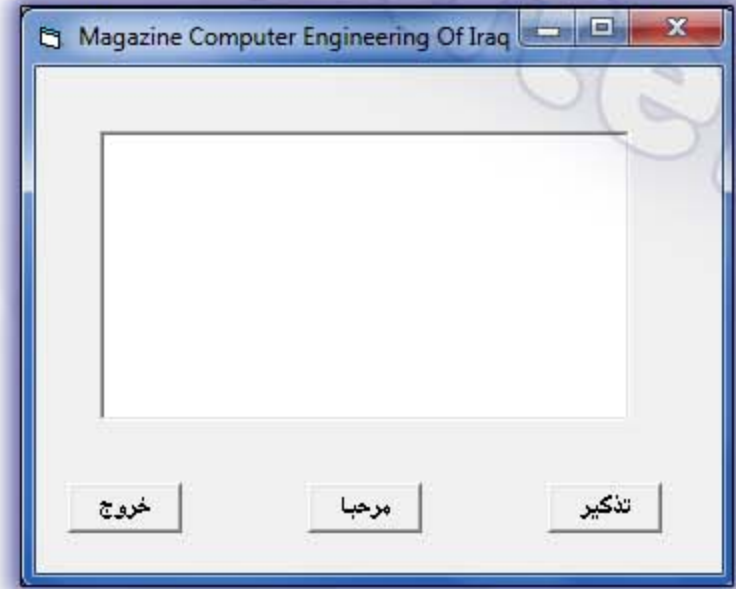 Magazine Computer Engineering Of Iraq
تذكير
مرحبا
خروج